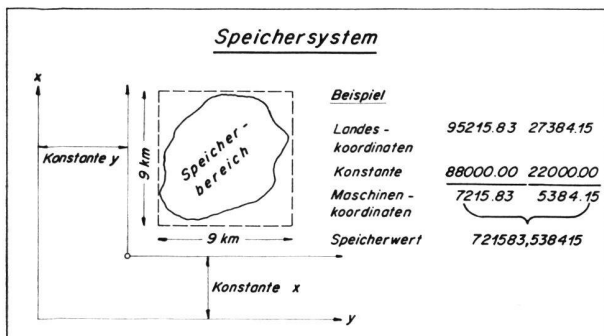 Speichersystem
x
Konstante y
9 km
Speicher-
bereich
9 km
Konstante x
y
Beispiel
Landes-
koordinaten
95215.83 27384.15
Konstante 88000.00 22000.00
Maschinen-
koordinaten
7215.83 5384.15
Speicherwert 721583,538415